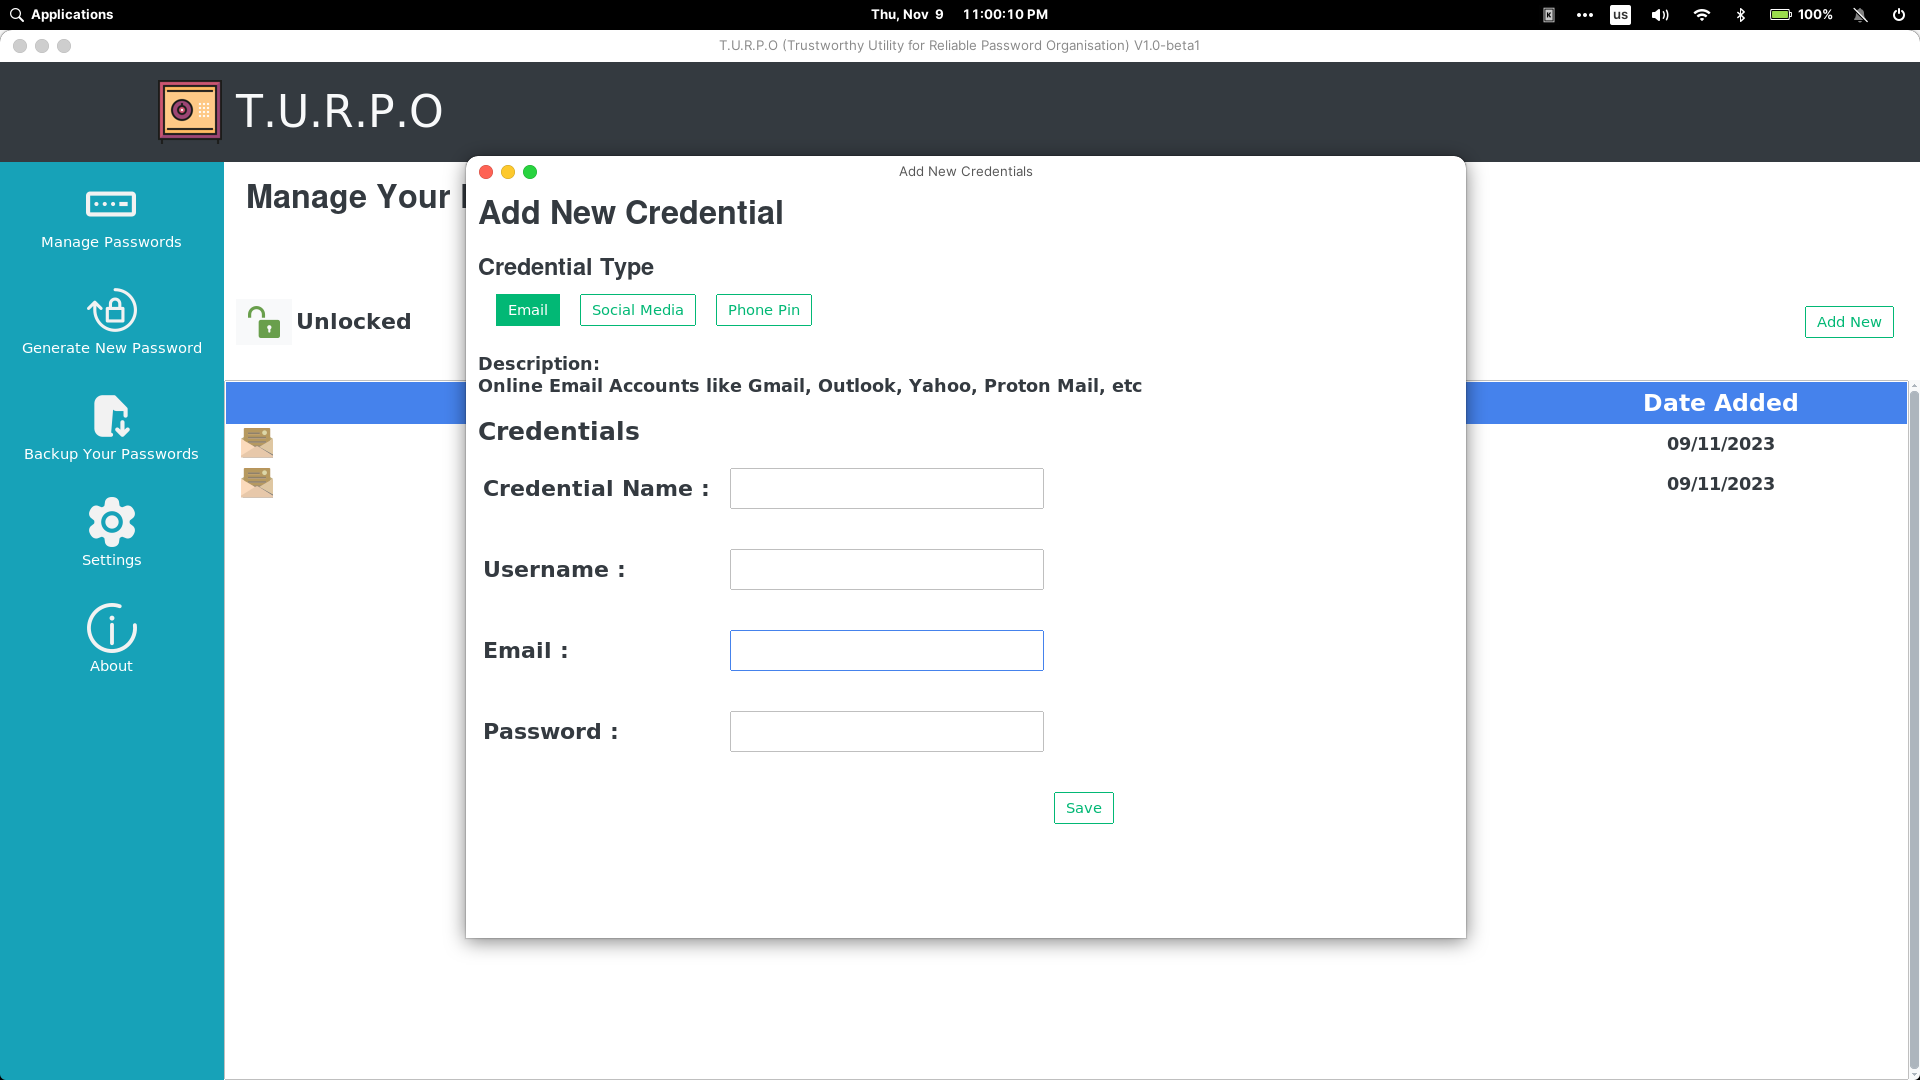 Applications
Thu, Nov 9 11:00:10 PM
us
100%
T.U.R.P.O (Trustworthy Utility for Reliable Password Organisation) V1.0-beta1
T.U.R.P.O
Manage Passwords
Generate New Password
Backup Your Passwords
Settings
About
Manage Your
Unlocked
Add New
Date Added
09/11/2023
09/11/2023
Add New Credentials
Add New Credential
Credential Type
Email
Social Media
Phone Pin
Description:
Online Email Accounts like Gmail, Outlook, Yahoo, Proton Mail, etc
Credentials
Credential Name :
Username :
Email :
Password :
Save